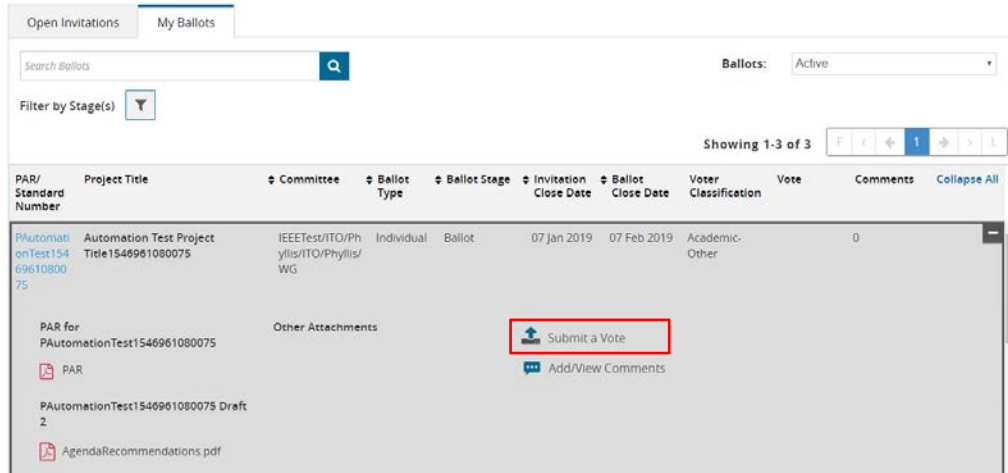 Open Invitations My Ballots
Search Ballots
Ballots: Active
Filter by Stage(s)
Showing 1-3 of 3 F < 1 > L
PAR/ Project Title Committee Ballot Ballot Stage Invitation Ballot Voter Vote Comments Collapse All
Standard Type Close Date Close Date Classification
Number
PAutomati Automation Test Project IEEETest/ITO/Ph Individual Ballot 07 Jan 2019 07 Feb 2019 Academic- 0
onTest154 Title1546961080075 yllis/ITO/Phyllis/ Other
69610800 WG
75
PAR for Other Attachments Submit a Vote
PAutomationTest1546961080075
PAR Add/View Comments
PAutomationTest1546961080075 Draft
2
AgendaRecommendations.pdf